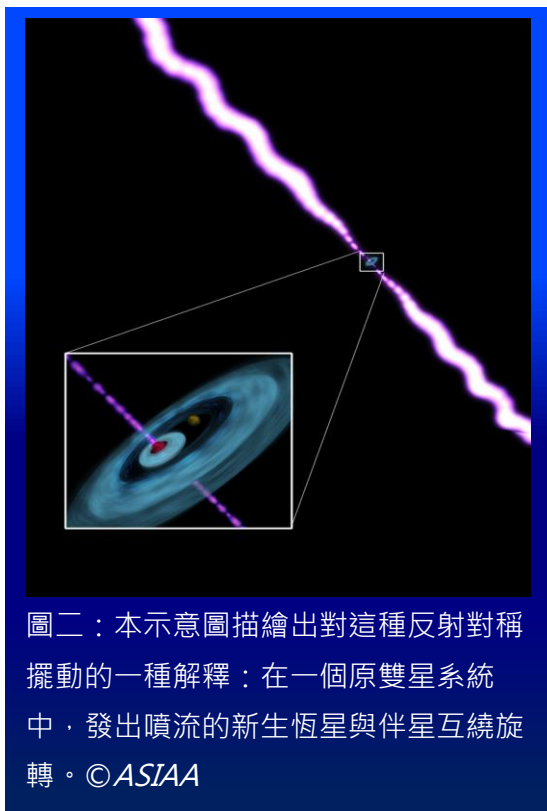 圖二：本示意圖描繪出對這種反射對稱
擺動的一種解釋：在一個原雙星系統
中，發出噴流的新生恆星與伴星互繞旋
轉。©ASIAA